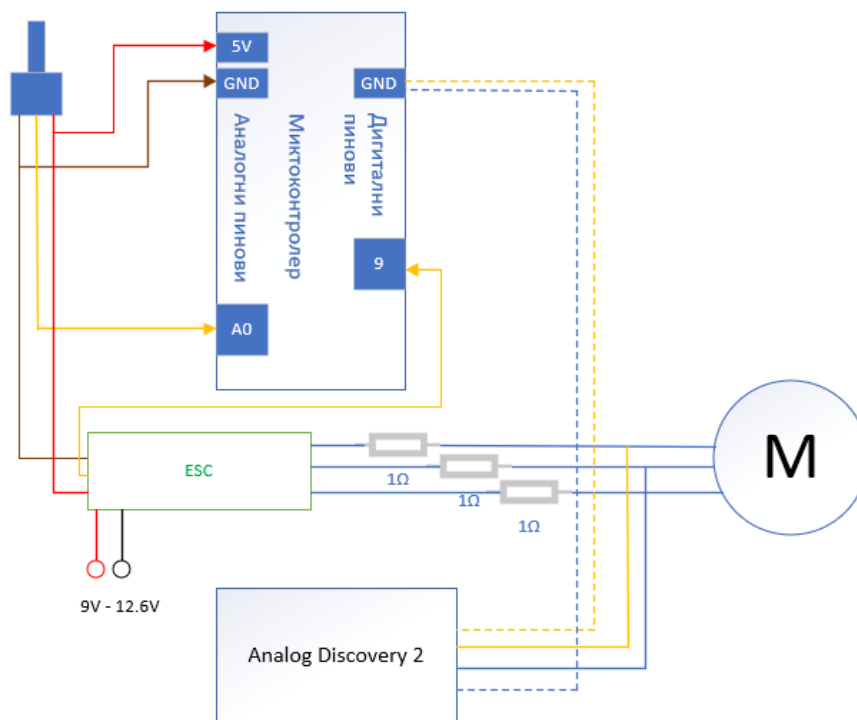 5V
GND
GND
Аналогни пинови
Миктоконтролер
Дигитални
пинови
9
A0
ESC
1Ω
1Ω
1Ω
M
9V - 12.6V
Analog Discovery 2